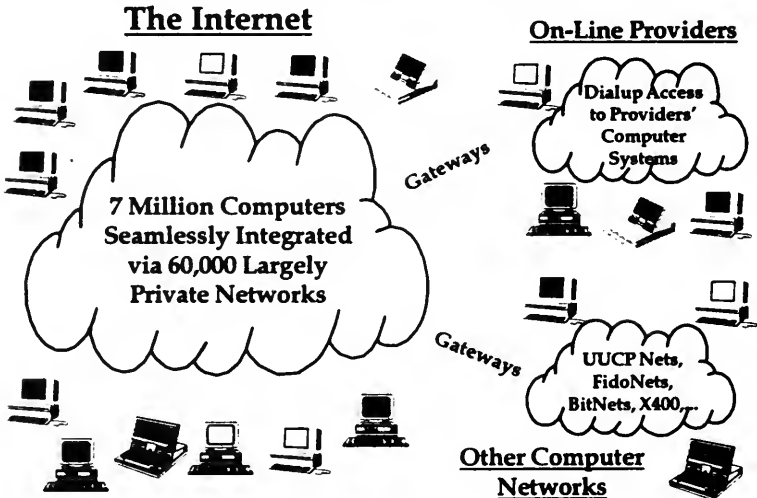 The Internet
7 Million Computers
Seamlessly Integrated
via 60,000 Largely
Private Networks
Gateways
On-Line Providers
Dialup Access
to Providers'
Computer
Systems
Gateways
UUCP Nets,
FidoNets,
BitNets, X400,...
Other Computer
Networks